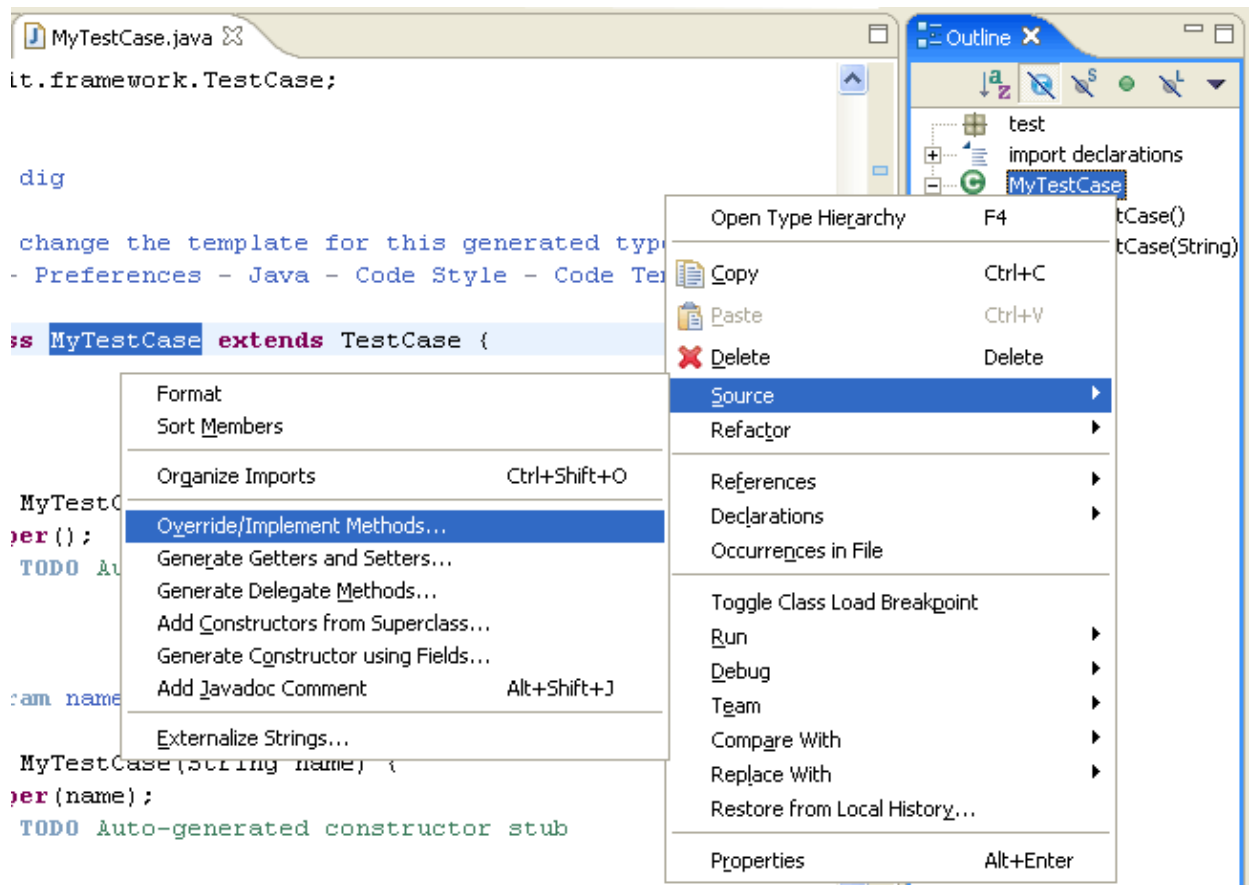 MyTestCase.java
Outline
it.framework.TestCase;
test
import declarations
dig
MyTestCase
tCase()
tCase(String)
change the template for this generated typ
- Preferences - Java - Code Style - Code Te
ss MyTestCase extends TestCase {
Open Type Hierarchy F4
Copy Ctrl+C
Paste Ctrl+V
Delete Delete
Source
Refactor
References
Declarations
Occurrences in File
Toggle Class Load Breakpoint
Run
Debug
Team
Compare With
Replace With
Restore from Local History...
Properties Alt+Enter
Format
Sort Members
Organize Imports Ctrl+Shift+O
Override/Implement Methods...
Generate Getters and Setters...
Generate Delegate Methods...
Add Constructors from Superclass...
Generate Constructor using Fields...
Add Javadoc Comment Alt+Shift+J
Externalize Strings...
MyTestC
per();
TODO Au
ram name
MyTestCase(String name) {
per(name);
TODO Auto-generated constructor stub